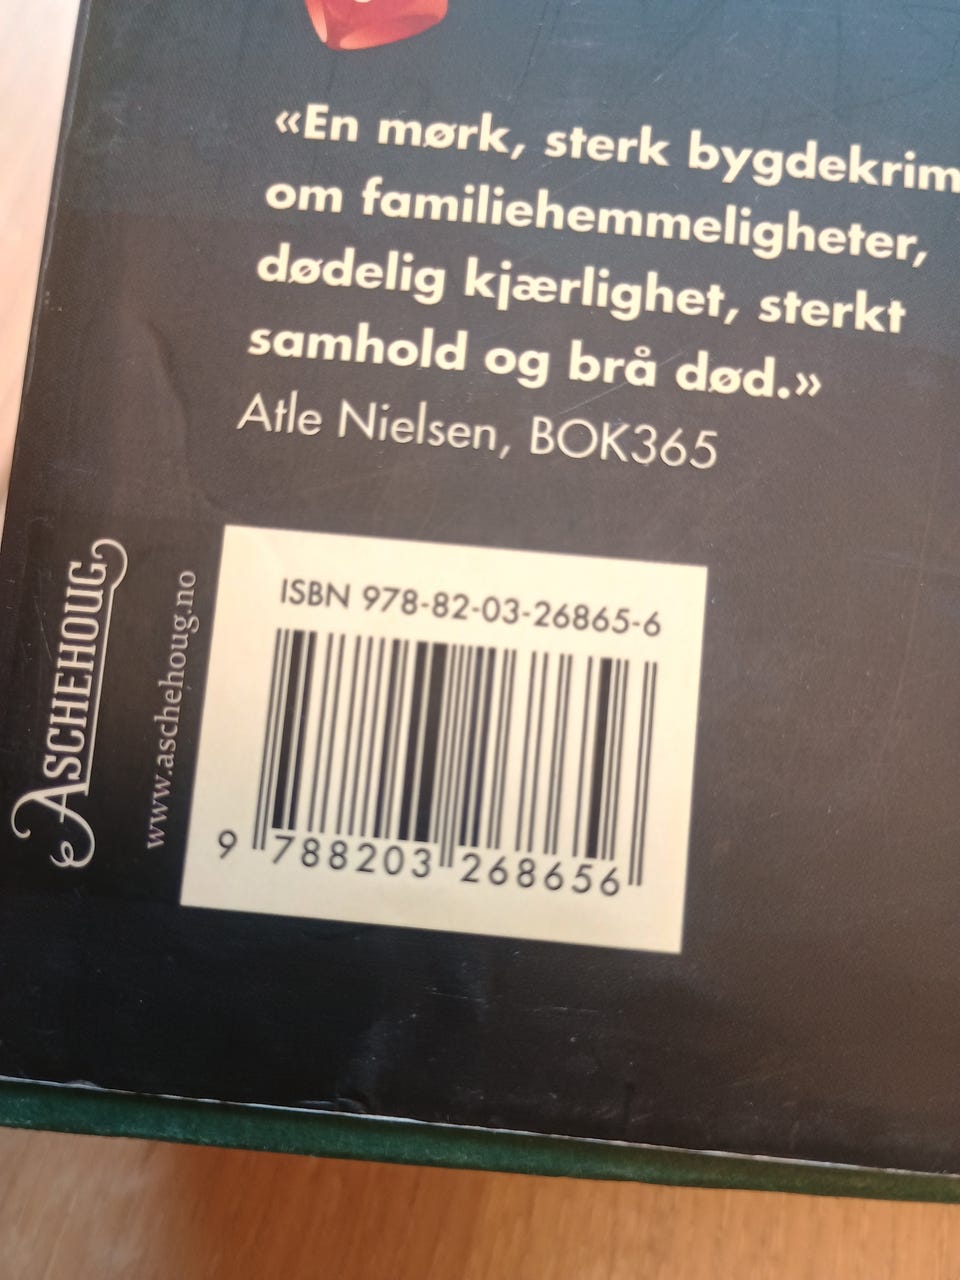 «En mørk, sterk bygdekrim
om familiehemmeligheter,
dødelig kjærlighet, sterkt
samhold og brå død.»
Atle Nielsen, BOK365
ASCHEHOUG
www.aschehoug.no
ISBN 978-82-03-26865-6
9 788203 268656